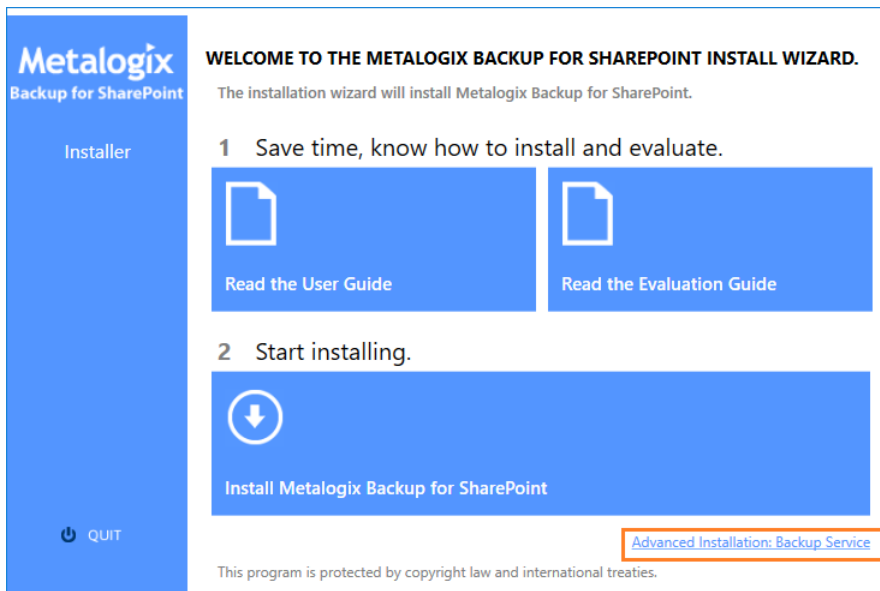 Metalogix
Backup for SharePoint
Installer
QUIT
WELCOME TO THE METALOGIX BACKUP FOR SHAREPOINT INSTALL WIZARD.
The installation wizard will install Metalogix Backup for SharePoint.
1 Save time, know how to install and evaluate.
Read the User Guide
Read the Evaluation Guide
2 Start installing.
Install Metalogix Backup for SharePoint
Advanced Installation: Backup Service
This program is protected by copyright law and international treaties.